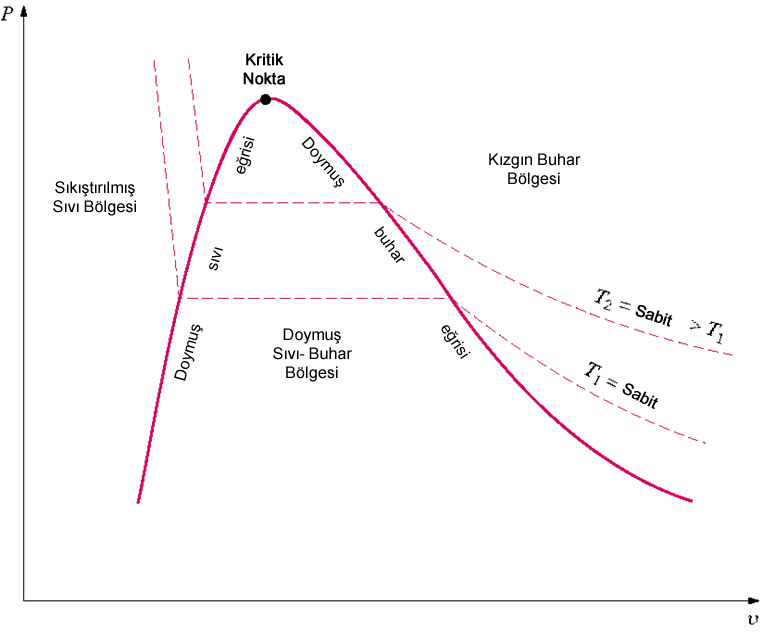 P
Kritik
Nokta
eğrisi
Doymuş
Kızgın Buhar
Bölgesi
Sıkıştırılmış
Sıvı Bölgesi
sıvı
buhar
T₂ = Sabit > T₁
Doymuş
Doymuş
Sıvı- Buhar
Bölgesi
eğrisi
T₁ = Sabit
υ